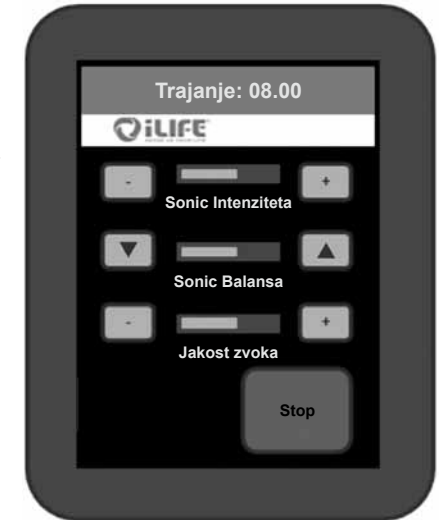 Trajanje: 08.00
iLIFE
- +
Sonic Intenziteta
▼ ▲
Sonic Balansa
- +
Jakost zvoka
Stop